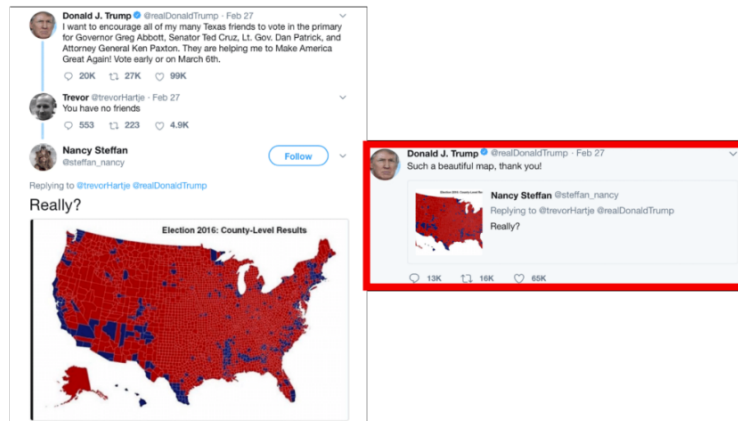 Donald J. Trump @realDonaldTrump · Feb 27
I want to encourage all of my many Texas friends to vote in the primary
for Governor Greg Abbott, Senator Ted Cruz, Lt. Gov. Dan Patrick, and
Attorney General Ken Paxton. They are helping me to Make America
Great Again! Vote early or on March 6th.
20K 27K 99K
Trevor @trevorHartje · Feb 27
You have no friends
553 223 4.9K
Nancy Steffan
@steffan_nancy
Follow
Replying to @trevorHartje @realDonaldTrump
Really?
Election 2016: County-Level Results
Donald J. Trump @realDonaldTrump · Feb 27
Such a beautiful map, thank you!
Election 2016: County-Le
Nancy Steffan @steffan_nancy
Replying to @trevorHartje @realDonaldTrump
Really?
13K 16K 65K